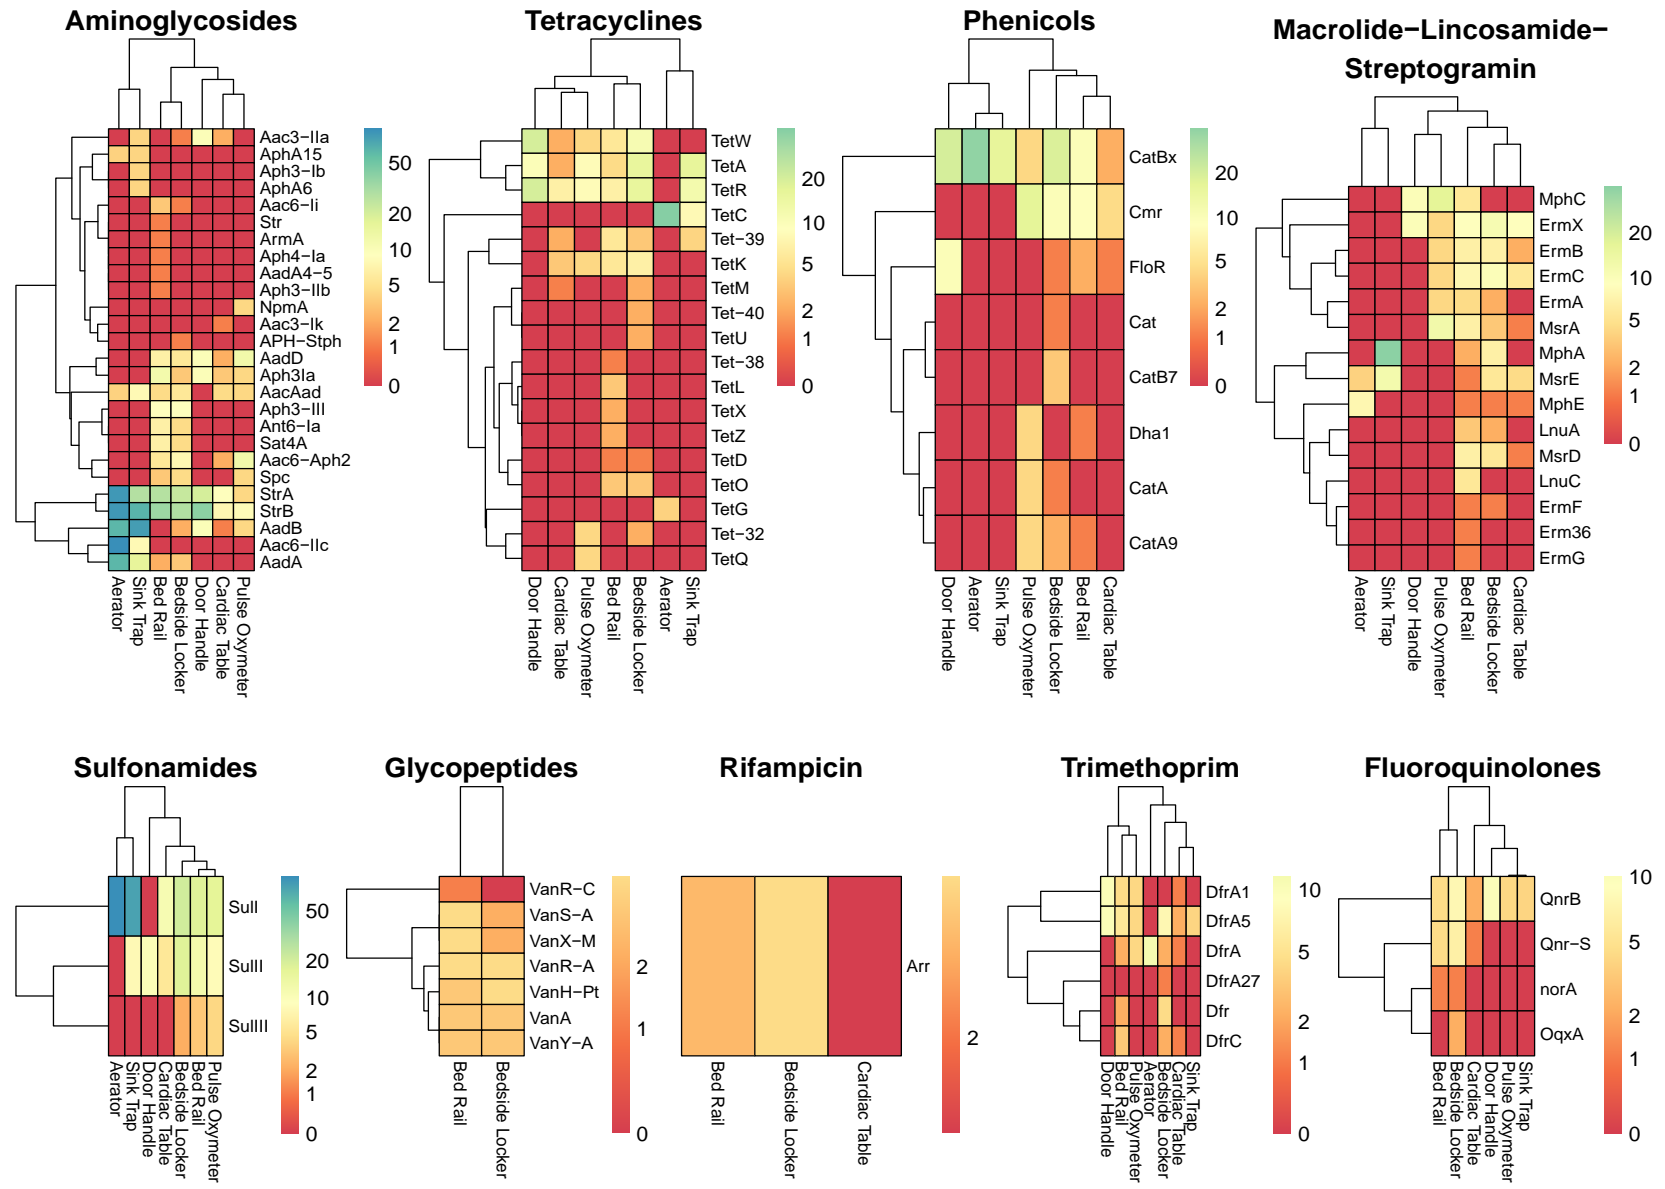 Aminoglycosides
Aac3−IIa
AphA15
Aph3−Ib
AphA6
Aac6−Ii
Str
ArmA
Aph4−Ia
AadA4−5
Aph3−IIb
NpmA
Aac3−Ik
APH−Stph
AadD
Aph3Ia
AacAad
Aph3−III
Ant6−Ia
Sat4A
Aac6−Aph2
Spc
StrA
StrB
AadB
Aac6−IIc
AadA
Aerator
Sink Trap
Bed Rail
Bedside Locker
Door Handle
Cardiac Table
Pulse Oxymeter
50
20
10
5
2
1
0
Tetracyclines
TetW
TetA
TetR
TetC
Tet−39
TetK
TetM
Tet−40
TetU
Tet−38
TetL
TetX
TetZ
TetD
TetO
TetG
Tet−32
TetQ
Door Handle
Cardiac Table
Pulse Oxymeter
Bed Rail
Bedside Locker
Aerator
Sink Trap
20
10
5
2
1
0
Phenicols
CatBx
Cmr
FloR
Cat
CatB7
Dha1
CatA
CatA9
Door Handle
Aerator
Sink Trap
Pulse Oxymeter
Bedside Locker
Bed Rail
Cardiac Table
20
10
5
2
1
0
Macrolide−Lincosamide−
Streptogramin
MphC
ErmX
ErmB
ErmC
ErmA
MsrA
MphA
MsrE
MphE
LnuA
MsrD
LnuC
ErmF
Erm36
ErmG
Aerator
Sink Trap
Door Handle
Pulse Oxymeter
Bed Rail
Bedside Locker
Cardiac Table
20
10
5
2
1
0
Sulfonamides
SulI
SulII
SulIII
Aerator
Sink Trap
Door Handle
Cardiac Table
Bedside Locker
Bed Rail
Pulse Oxymeter
50
20
10
5
2
1
0
Glycopeptides
VanR−C
VanS−A
VanX−M
VanR−A
VanH−Pt
VanA
VanY−A
Bed Rail
Bedside Locker
2
1
0
Rifampicin
Arr
Bed Rail
Bedside Locker
Cardiac Table
2
Trimethoprim
DfrA1
DfrA5
DfrA
DfrA27
Dfr
DfrC
Door Handle
Bed Rail
Pulse Oxymeter
Aerator
Bedside Locker
Cardiac Table
Sink Trap
10
5
2
1
0
Fluoroquinolones
QnrB
Qnr−S
norA
OqxA
Bed Rail
Bedside Locker
Cardiac Table
Door Handle
Pulse Oxymeter
Sink Trap
10
5
2
1
0